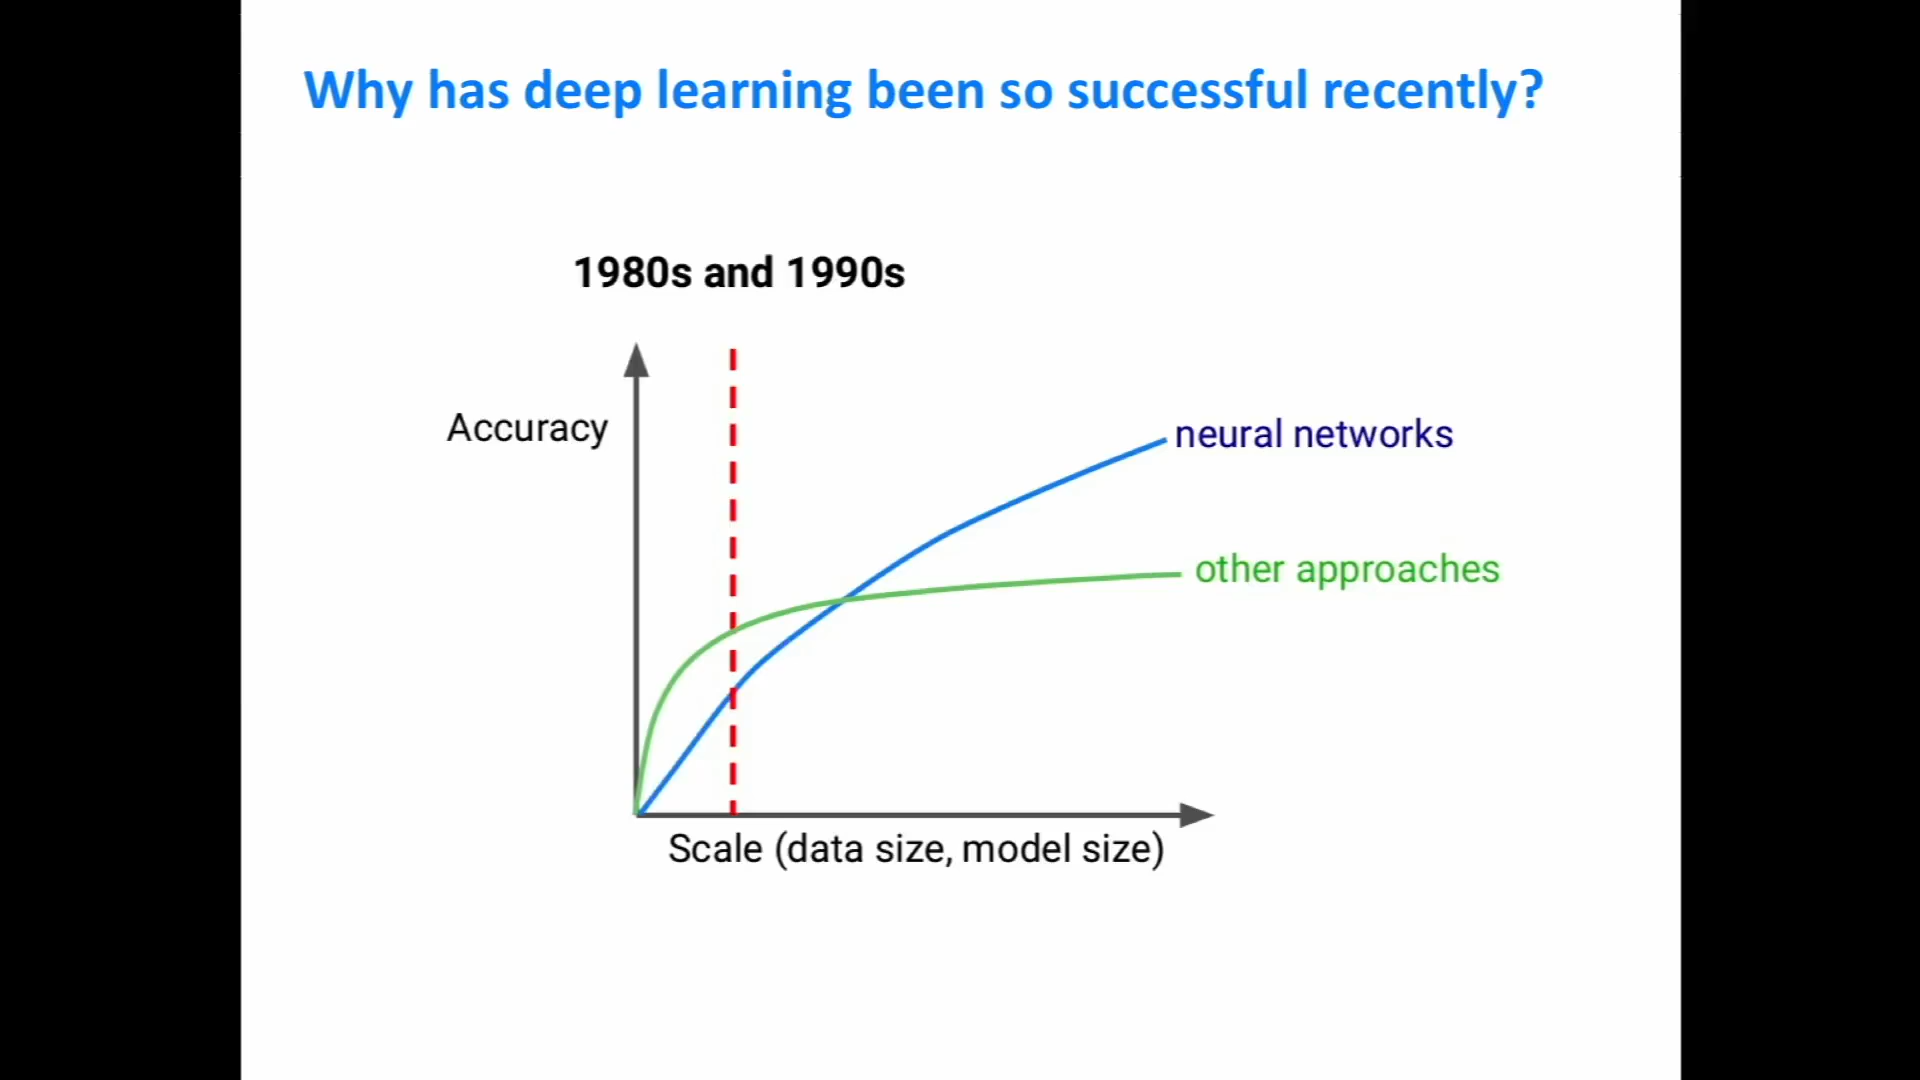 Why has deep learning been so successful recently?
1980s and 1990s
Accuracy
neural networks
other approaches
Scale (data size, model size)